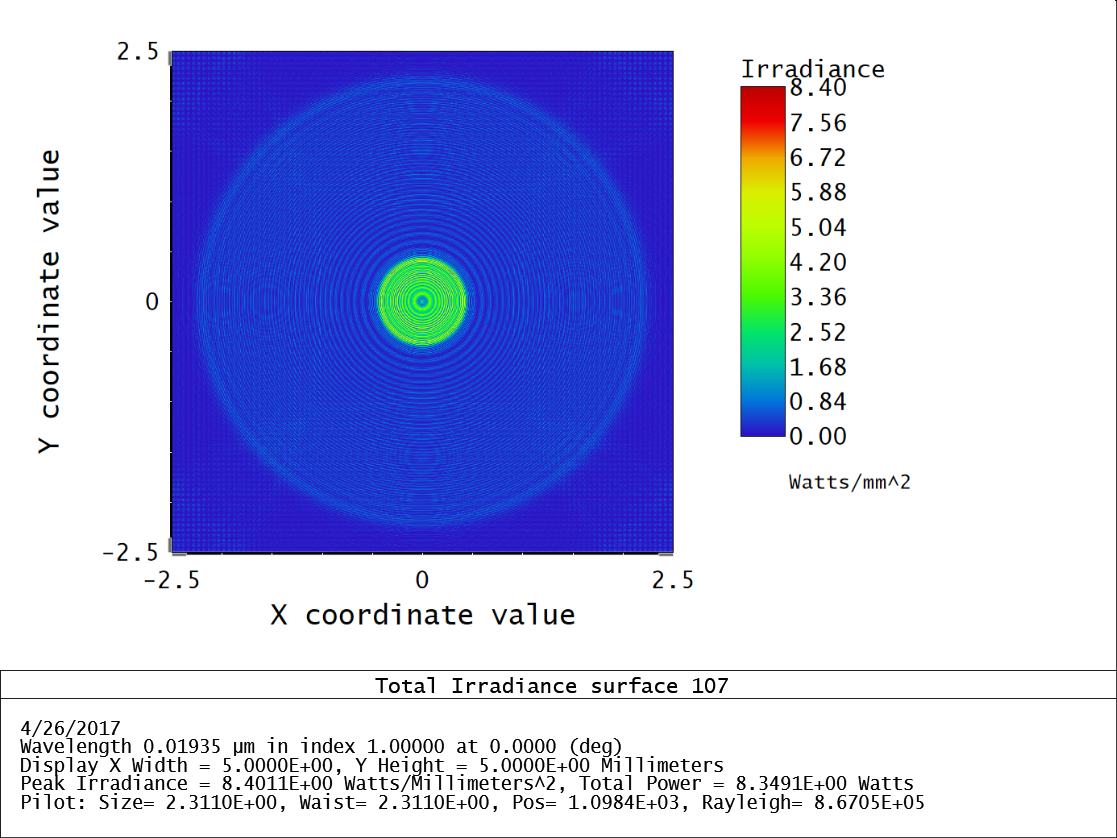 2.5
0
-2.5
-2.5 0 2.5
Y coordinate value
X coordinate value
Irradiance
8.40
7.56
6.72
5.88
5.04
4.20
3.36
2.52
1.68
0.84
0.00
Watts/mm^2
Total Irradiance surface 107
4/26/2017
Wavelength 0.01935 µm in index 1.00000 at 0.0000 (deg)
Display X Width = 5.0000E+00, Y Height = 5.0000E+00 Millimeters
Peak Irradiance = 8.4011E+00 Watts/Millimeters^2, Total Power = 8.3491E+00 Watts
Pilot: Size= 2.3110E+00, Waist= 2.3110E+00, Pos= 1.0984E+03, Rayleigh= 8.6705E+05